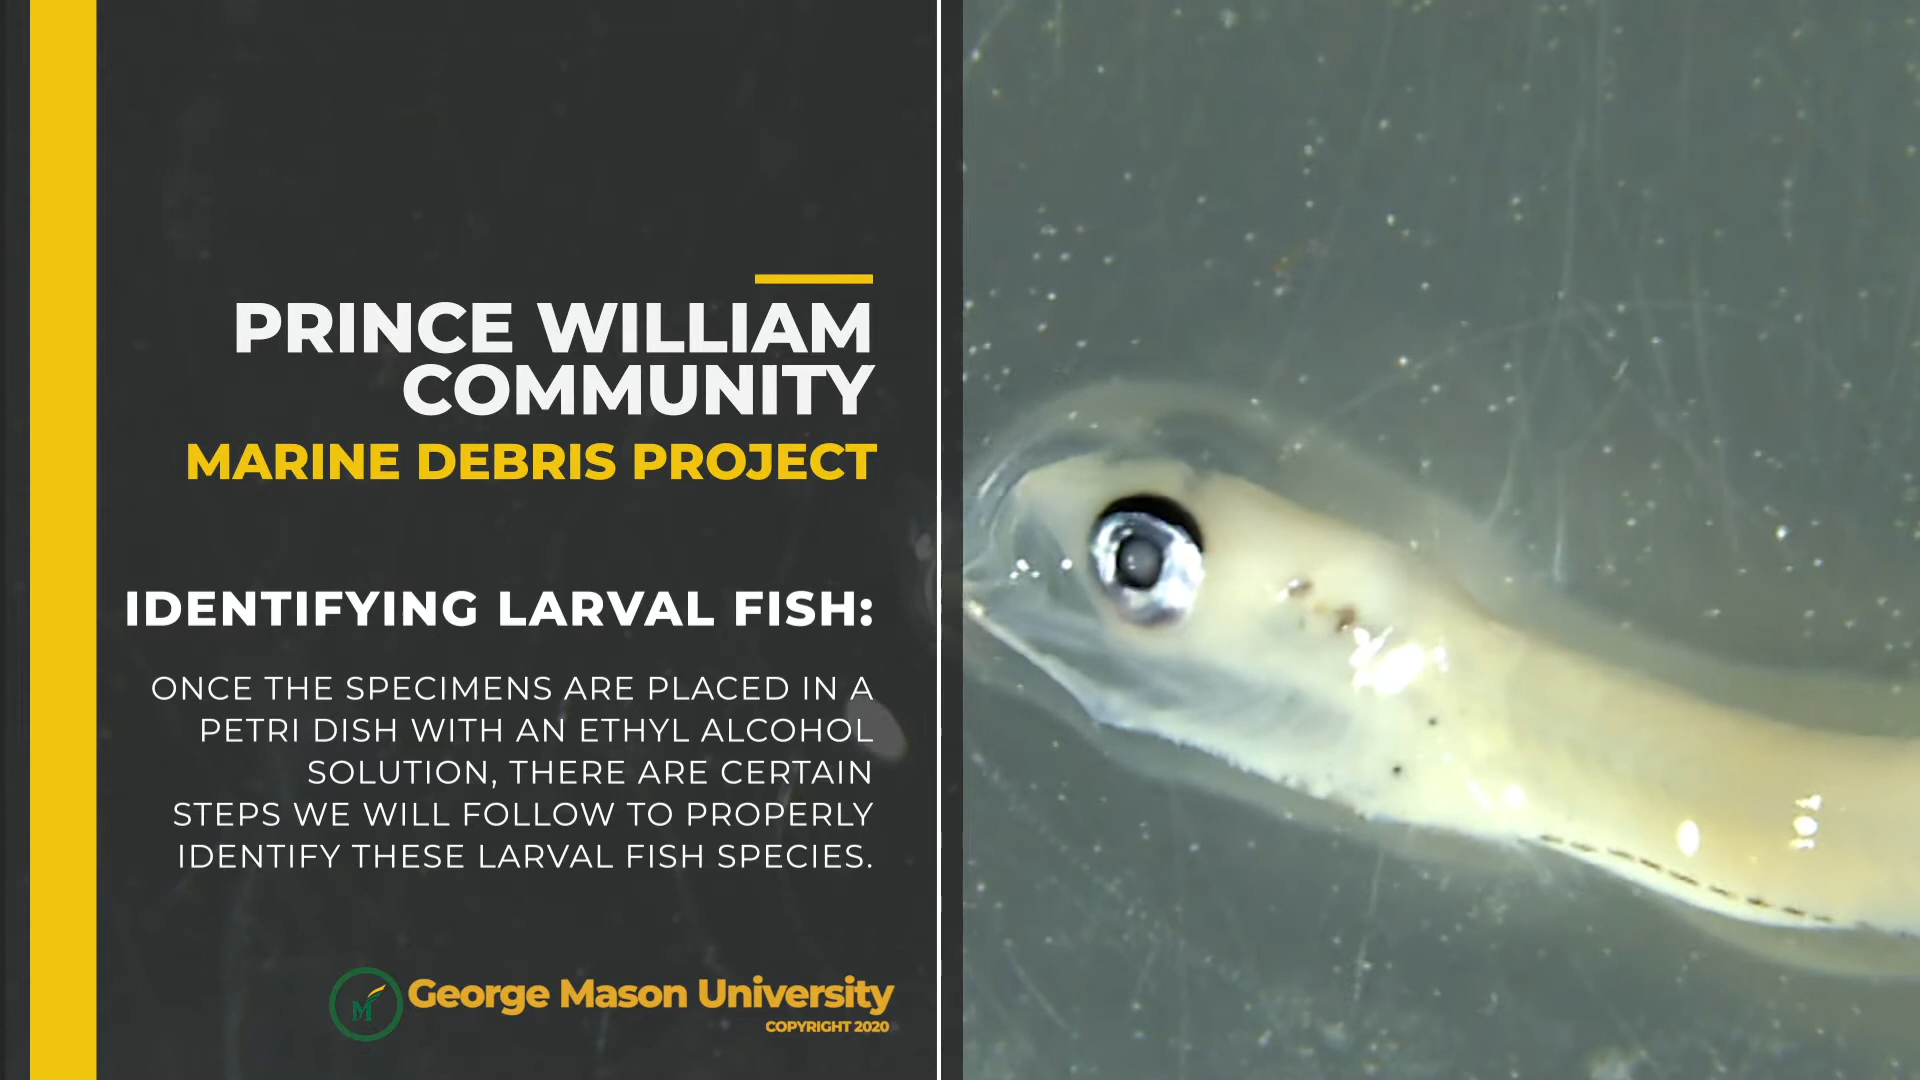 PRINCE WILLIAM
COMMUNITY
MARINE DEBRIS PROJECT
IDENTIFYING LARVAL FISH:
ONCE THE SPECIMENS ARE PLACED IN A
PETRI DISH WITH AN ETHYL ALCOHOL
SOLUTION, THERE ARE CERTAIN
STEPS WE WILL FOLLOW TO PROPERLY
IDENTIFY THESE LARVAL FISH SPECIES.
M
George Mason University
COPYRIGHT 2020